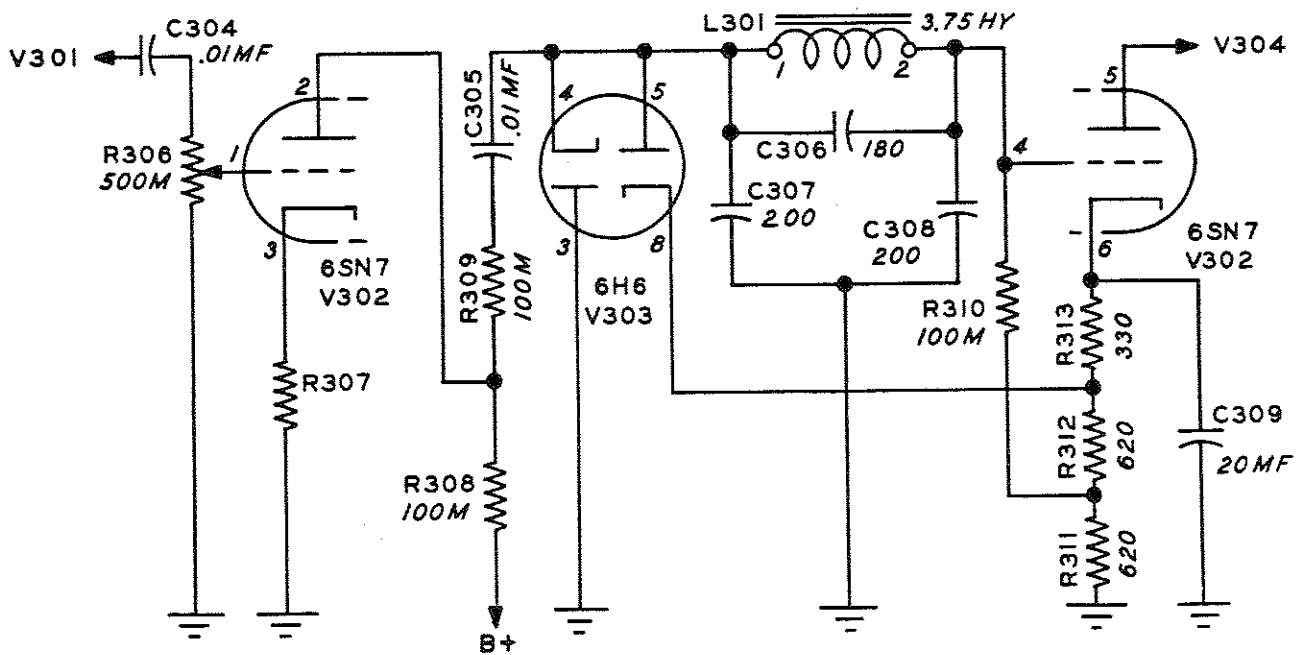 C304
.01MF
V301
R306
500M
1
2
3
6SN7
V302
R307
C305
.01MF
R309
100M
R308
100M
B+
4
5
3
8
6H6
V303
L301
3.75 HY
1
2
C306
180
C307
200
C308
200
4
R310
100M
5
V304
6
6SN7
V302
R313
330
R312
620
R311
620
C309
20MF